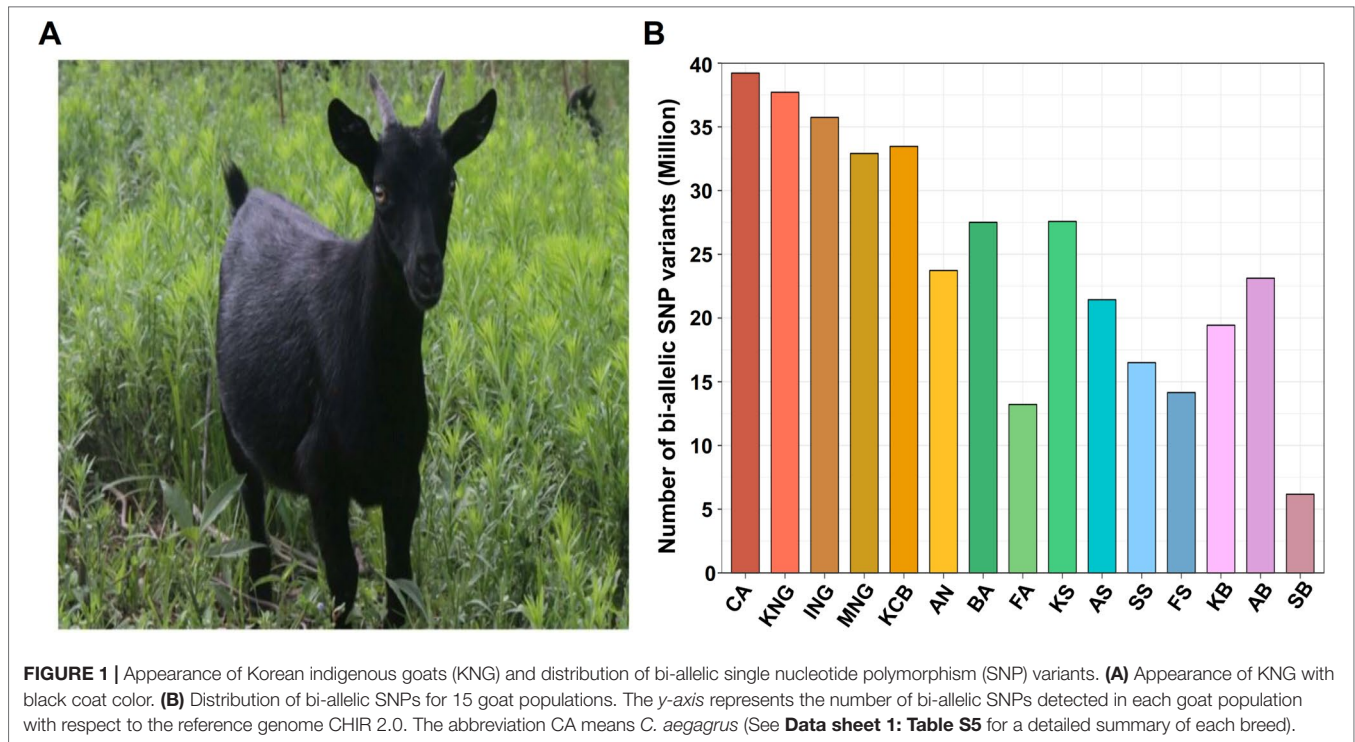 A
B
Number of bi-allelic SNP variants (Million)
40
35
30
25
20
15
10
5
0
CA
KNG
ING
MNG
KCB
AN
BA
FA
KS
AS
SS
FS
KB
AB
SB
FIGURE 1 | Appearance of Korean indigenous goats (KNG) and distribution of bi-allelic single nucleotide polymorphism (SNP) variants. (A) Appearance of KNG with
black coat color. (B) Distribution of bi-allelic SNPs for 15 goat populations. The y-axis represents the number of bi-allelic SNPs detected in each goat population
with respect to the reference genome CHIR 2.0. The abbreviation CA means C. aegagrus (See Data sheet 1: Table S5 for a detailed summary of each breed).